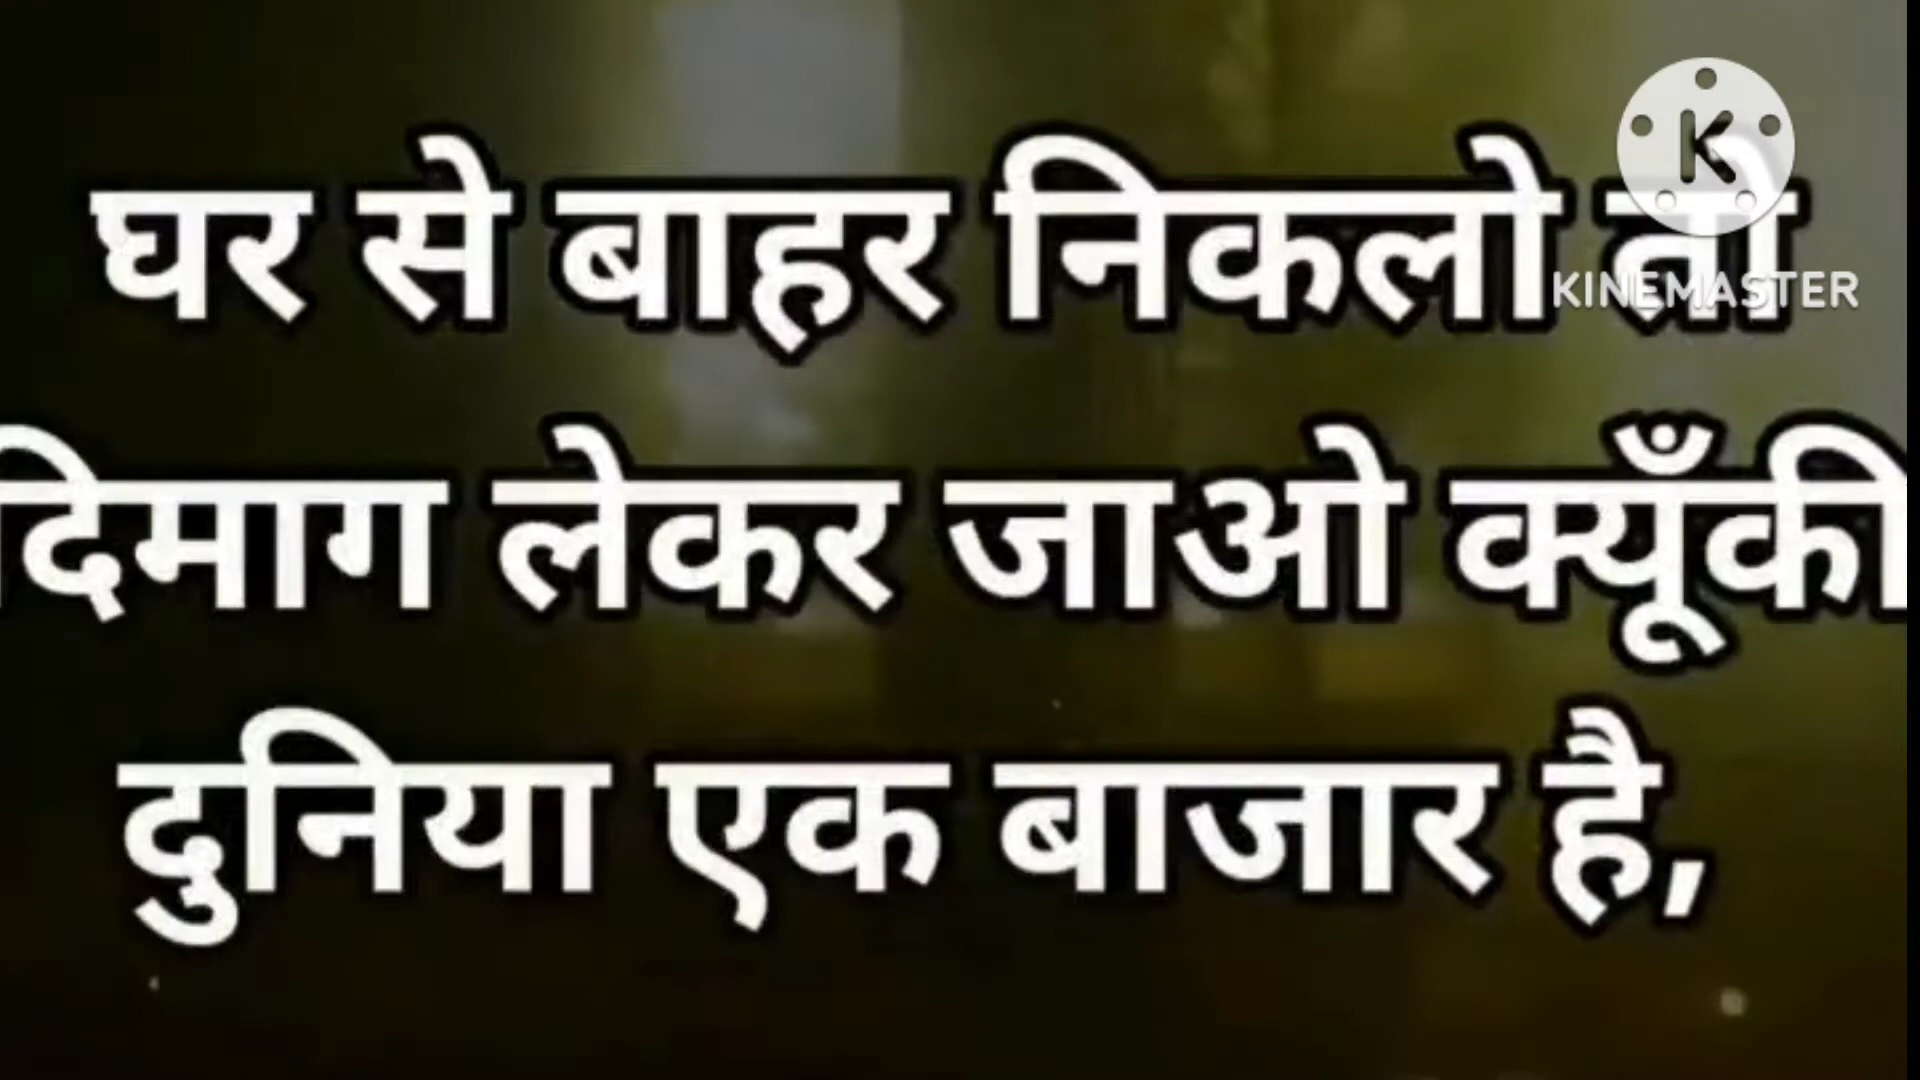 घर से बाहर निकलो तो
KINEMASTER
दिमाग लेकर जाओ क्यूँकी
दुनिया एक बाजार है,